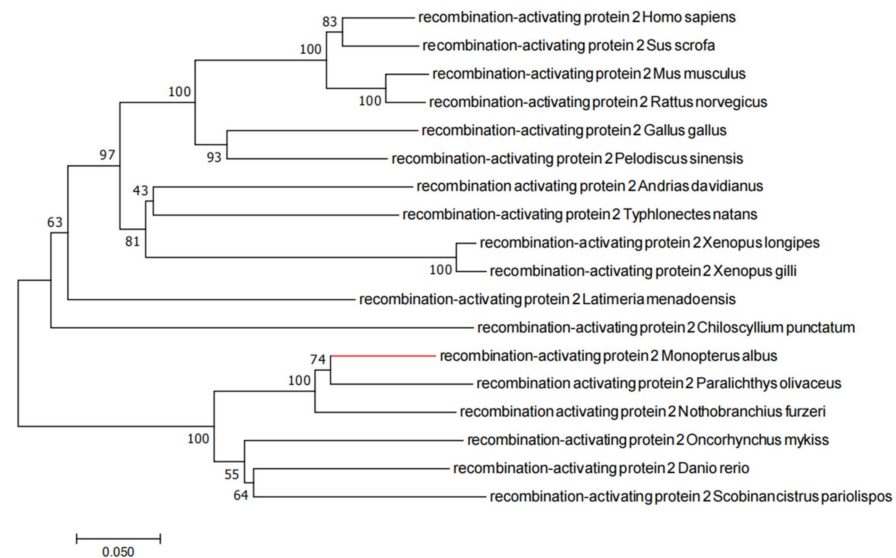 83
recombination-activating protein 2 Homo sapiens
100
recombination-activating protein 2 Sus scrofa
recombination-activating protein 2 Mus musculus
100
recombination-activating protein 2 Rattus norvegicus
100
recombination-activating protein 2 Gallus gallus
93
recombination-activating protein 2 Pelodiscus sinensis
97
43
recombination activating protein 2 Andrias davidianus
recombination-activating protein 2 Typhlonectes natans
63
81
recombination-activating protein 2 Xenopus longipes
100
recombination-activating protein 2 Xenopus gilli
recombination-activating protein 2 Latimeria menadoensis
recombination-activating protein 2 Chiloscyllium punctatum
74
recombination-activating protein 2 Monopterus albus
100
recombination activating protein 2 Paralichthys olivaceus
recombination activating protein 2 Nothobranchius furzeri
100
recombination-activating protein 2 Oncorhynchus mykiss
55
recombination-activating protein 2 Danio rerio
64
recombination-activating protein 2 Scobinancistrus pariolispos
0.050